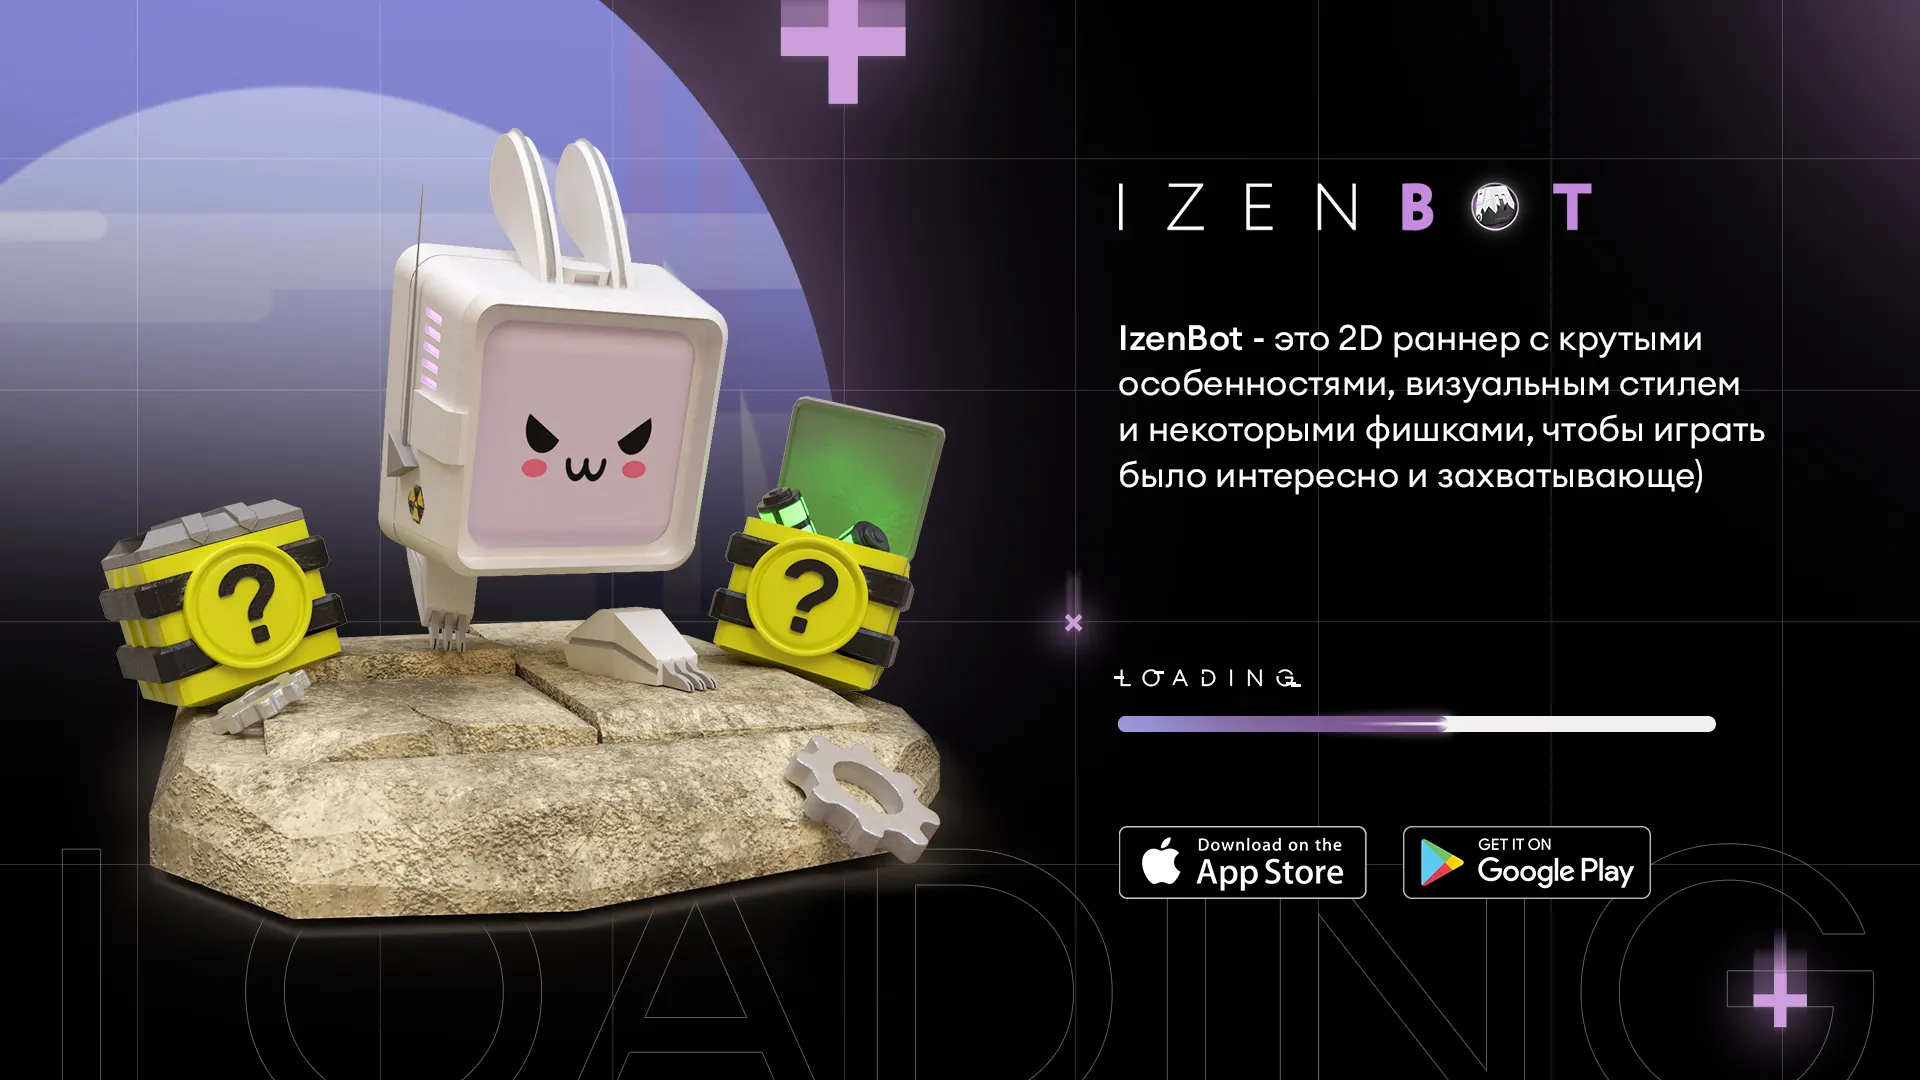 IZENBOT
IzenBot - это 2D раннер с крутыми
особенностями, визуальным стилем
и некоторыми фишками, чтобы играть
было интересно и захватывающе)
?
?
LOADING
Download on the
App Store
GET IT ON
Google Play
LOADING